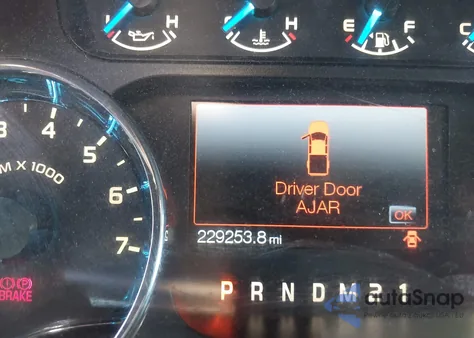 L H C H E F C
3 4 5 6 7
M X 1000
Driver Door
AJAR
OK
229253.8 mi
(P)
BRAKE
P R N D M 2 1
autoSnap